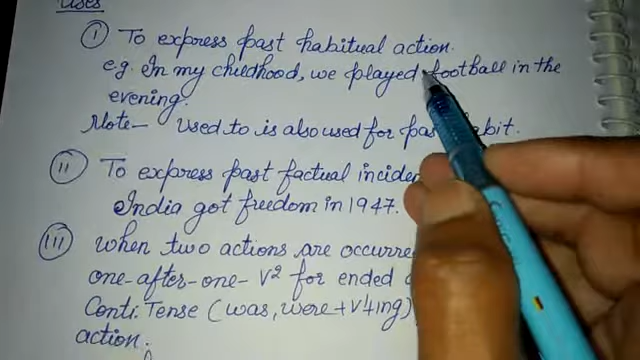 Uses
(i) To express past habitual action.
e.g. In my childhood, we played football in the
evening.
Note- Used to is also used for past habit.
(ii) To express past factual
India got freedom in 1947.
(iii) When two actions are
one-after-one- V² for ended
Conti. Tense (was, were + V4ing)
action.